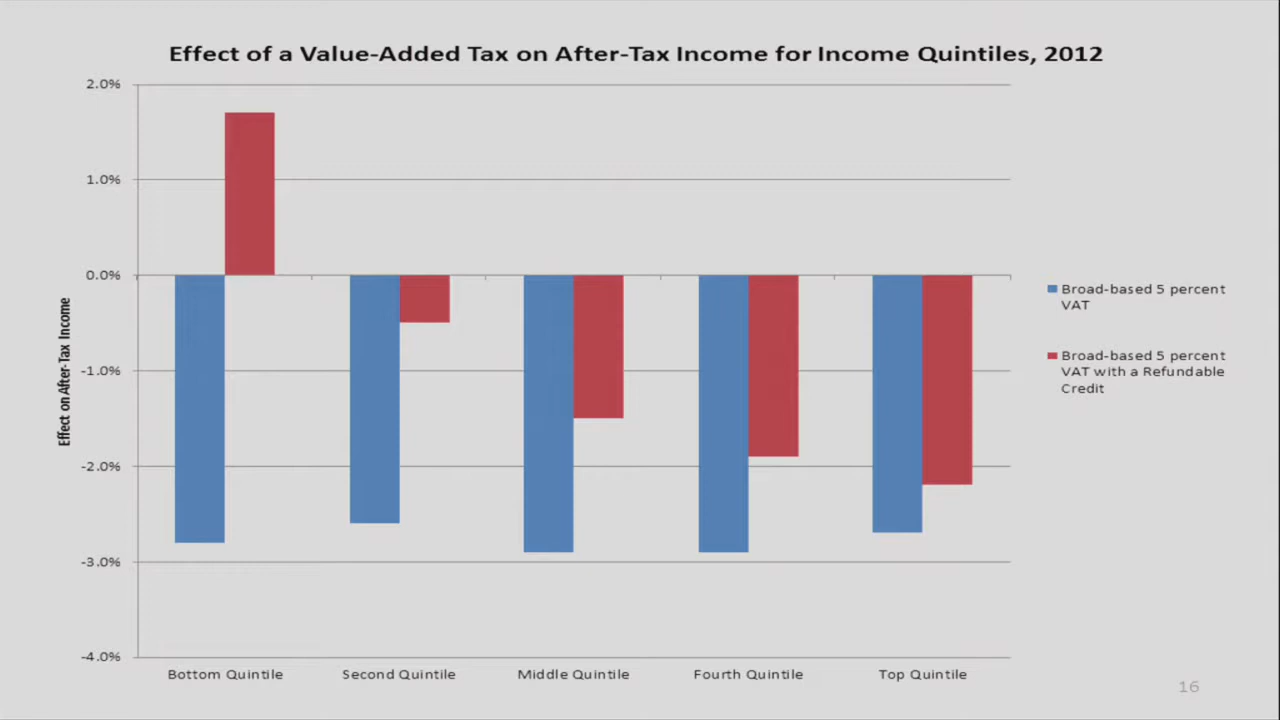 Effect of a Value-Added Tax on After-Tax Income for Income Quintiles, 2012
2.0%
1.0%
0.0%
-1.0%
-2.0%
-3.0%
-4.0%
Effect on After-Tax Income
Bottom Quintile
Second Quintile
Middle Quintile
Fourth Quintile
Top Quintile
Broad-based 5 percent
VAT
Broad-based 5 percent
VAT with a Refundable
Credit
16